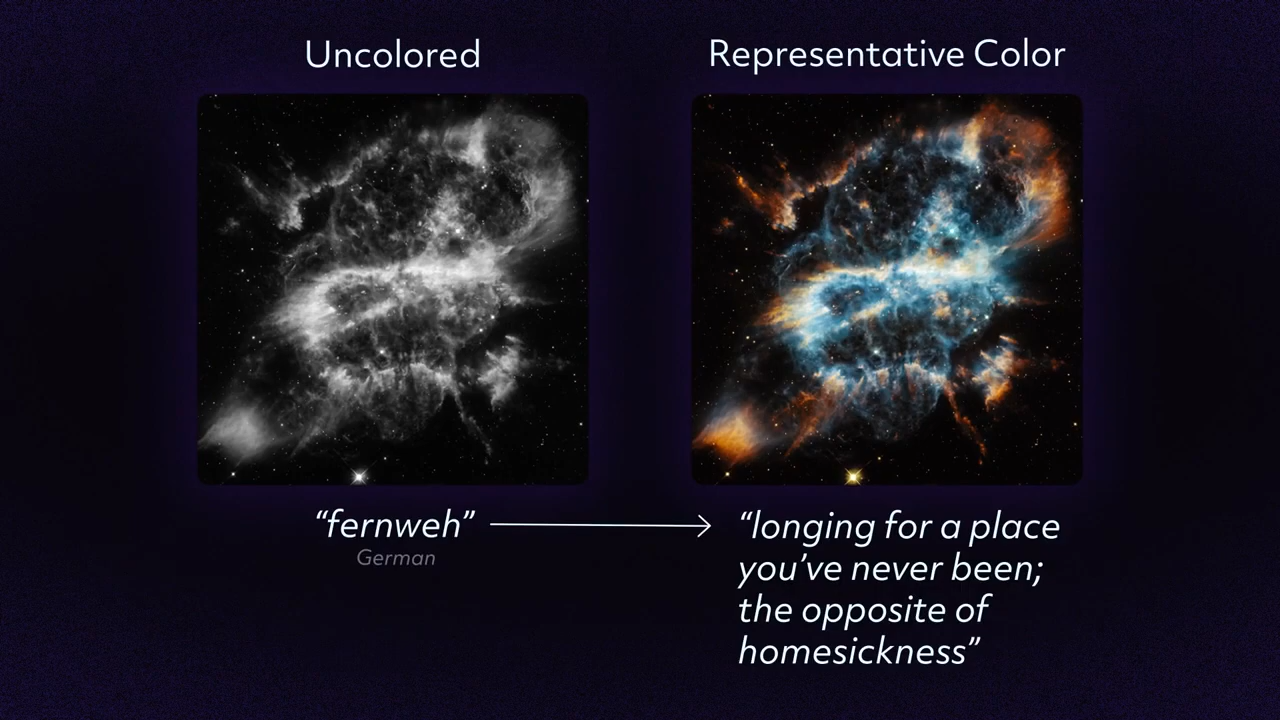 Uncolored
Representative Color
“fernweh”
German
“longing for a place
you’ve never been;
the opposite of
homesickness”